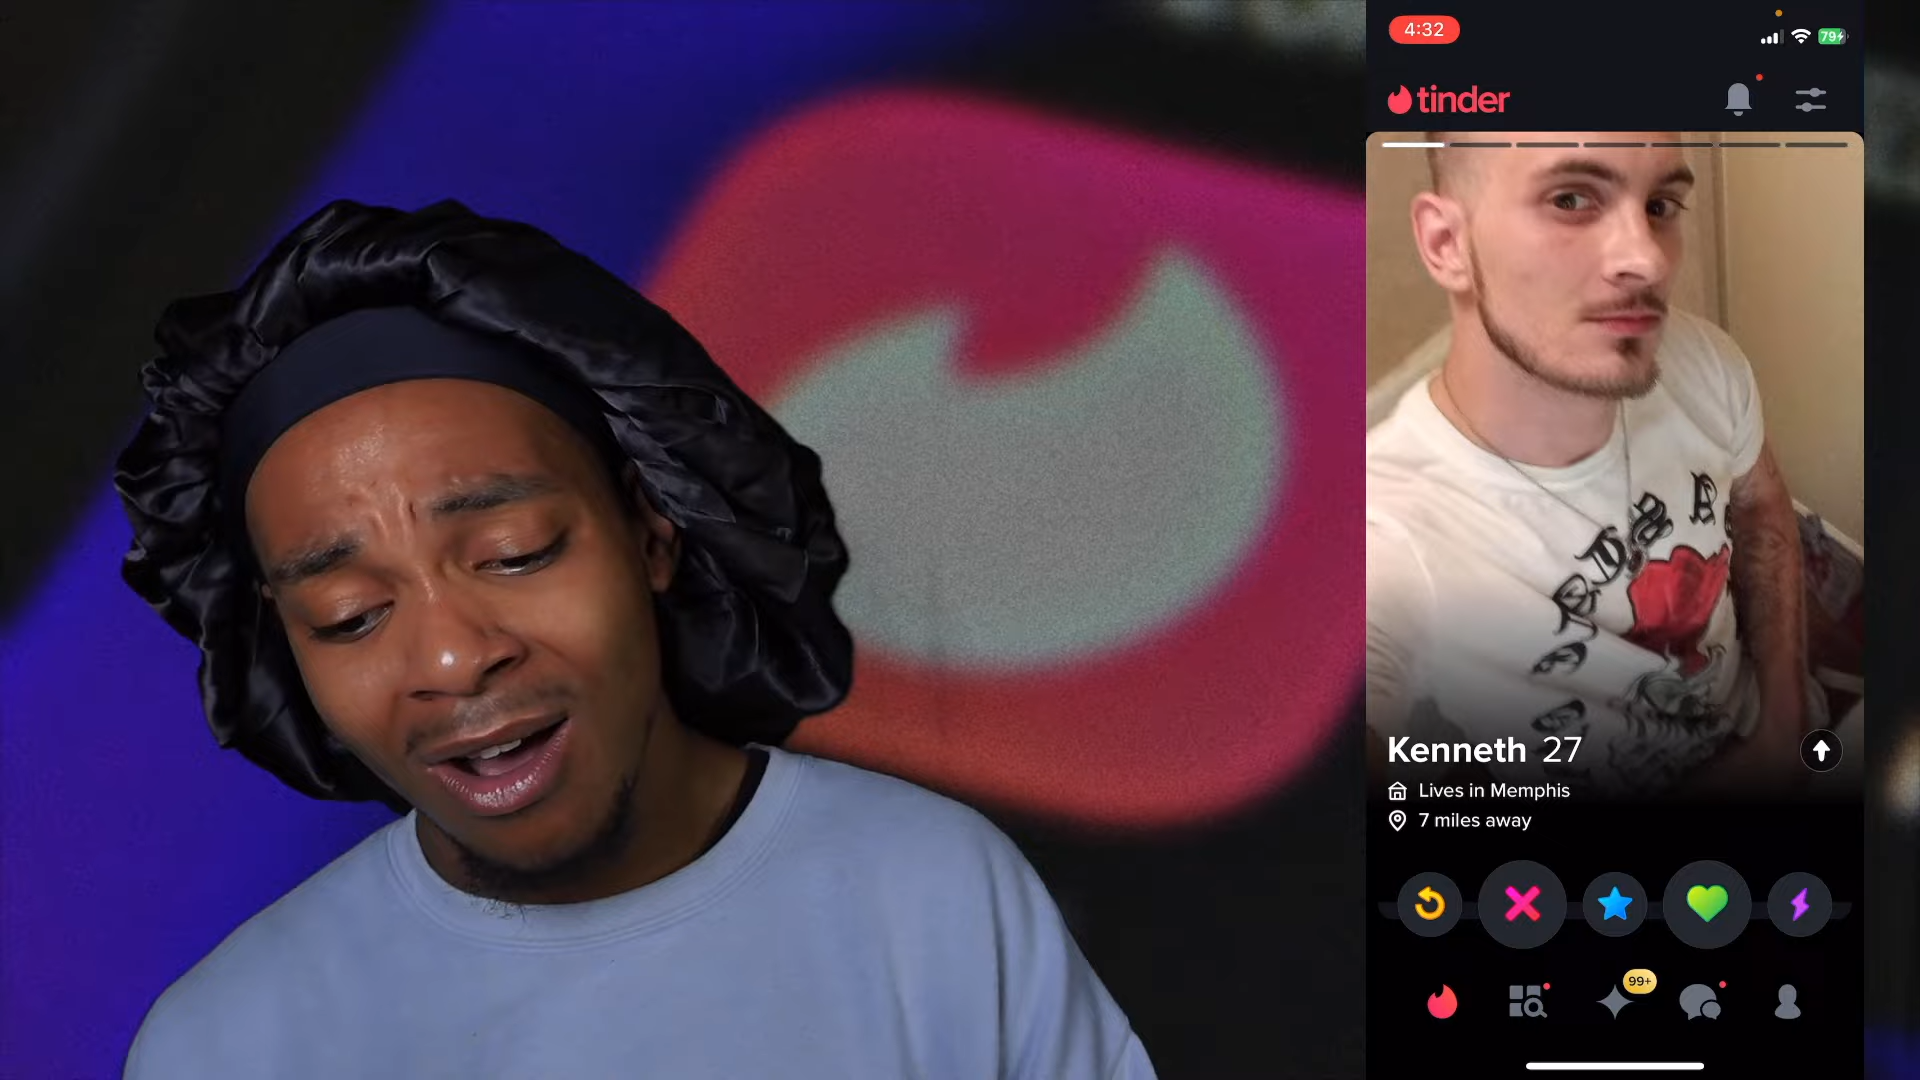 4:32
79
tinder
Kenneth 27
Lives in Memphis
7 miles away
99+